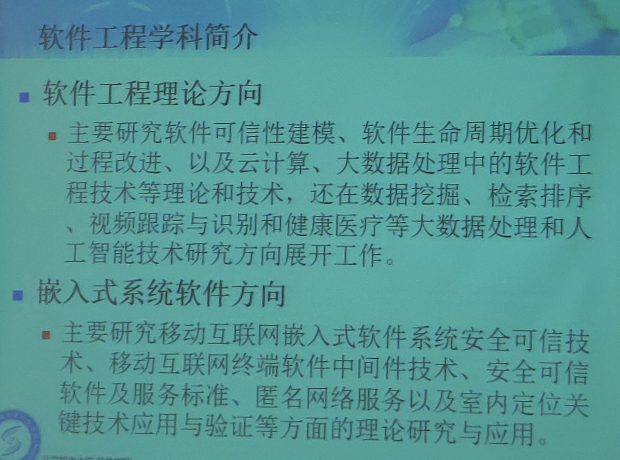 软件工程学科简介
软件工程理论方向
主要研究软件可信性建模、软件生命周期优化和
过程改进、以及云计算、大数据处理中的软件工
程技术等理论和技术，还在数据挖掘、检索排序
、视频跟踪与识别和健康医疗等大数据处理和人
工智能技术研究方向展开工作。
嵌入式系统软件方向
主要研究移动互联网嵌入式软件系统安全可信技
术、移动互联网终端软件中间件技术、安全可信
软件及服务标准、匿名网络服务以及室内定位关
键技术应用与验证等方面的理论研究与应用。